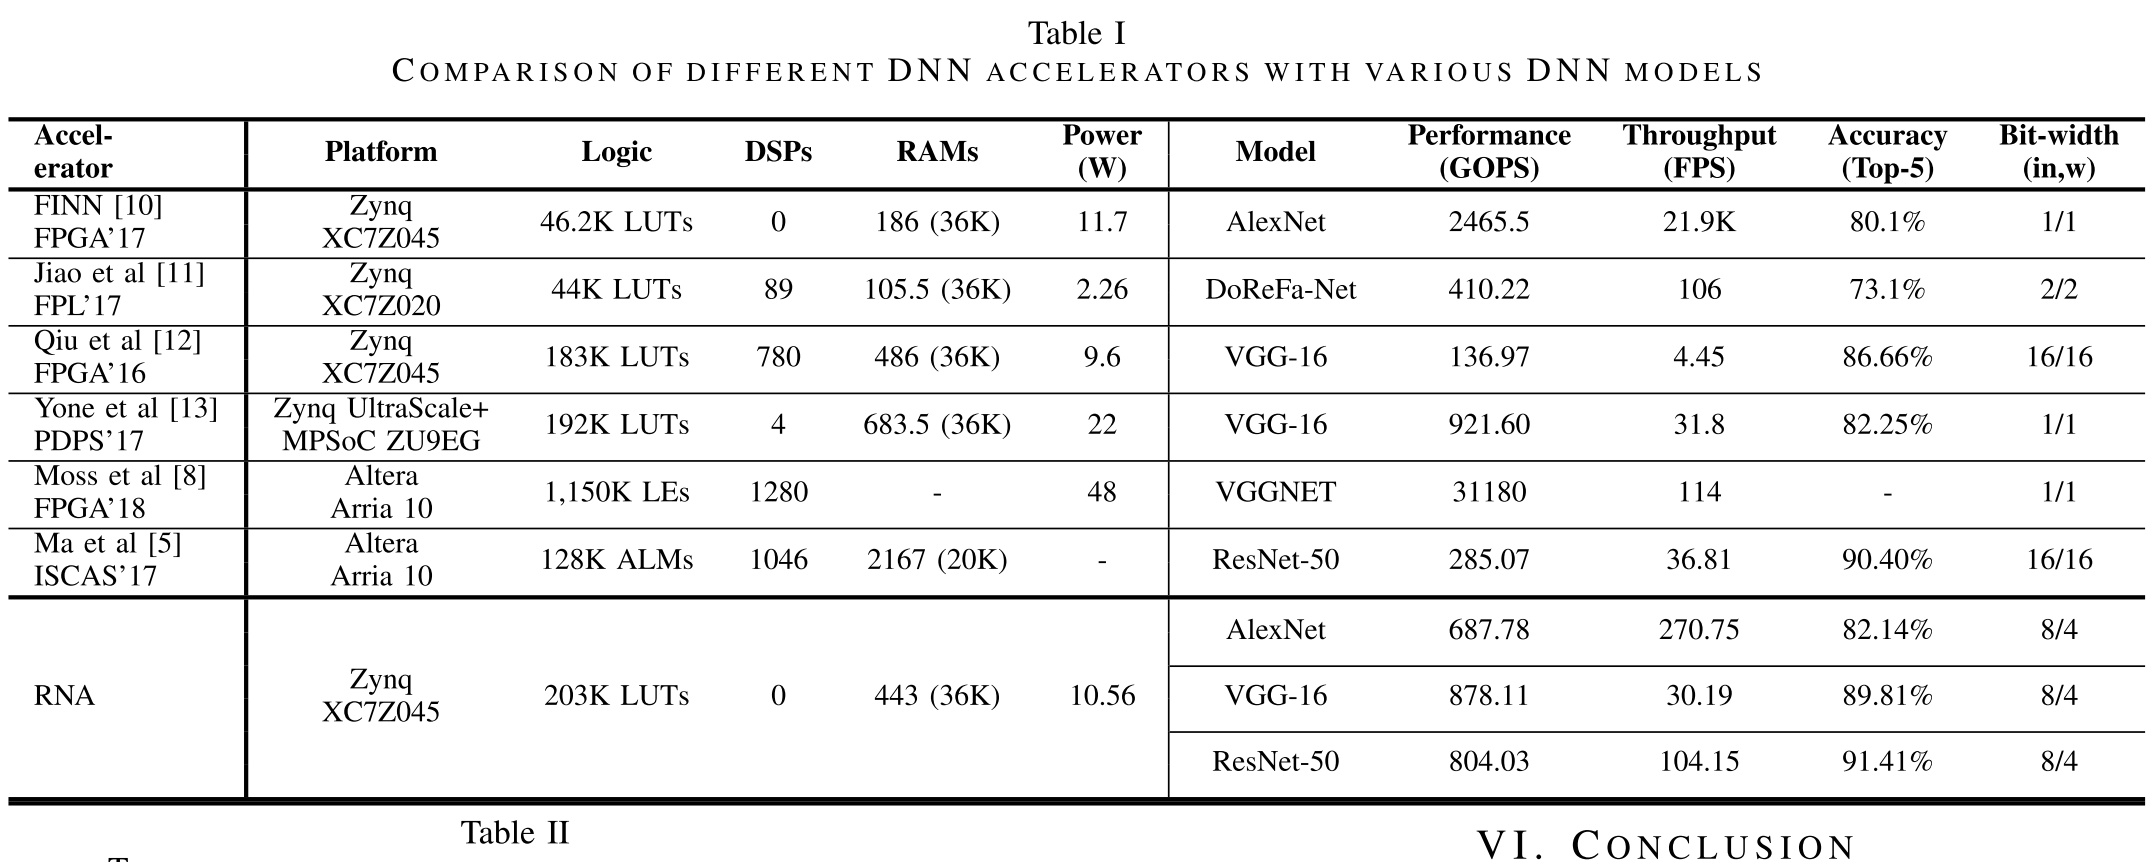 Table I
COMPARISON OF DIFFERENT DNN ACCELERATORS WITH VARIOUS DNN MODELS
Accel-erator Platform Logic DSPs RAMs Power (W) Model Performance (GOPS) Throughput (FPS) Accuracy (Top-5) Bit-width (in,w)
FINN [10] FPGA'17 Zynq XC7Z045 46.2K LUTs 0 186 (36K) 11.7 AlexNet 2465.5 21.9K 80.1% 1/1
Jiao et al [11] FPL'17 Zynq XC7Z020 44K LUTs 89 105.5 (36K) 2.26 DoReFa-Net 410.22 106 73.1% 2/2
Qiu et al [12] FPGA'16 Zynq XC7Z045 183K LUTs 780 486 (36K) 9.6 VGG-16 136.97 4.45 86.66% 16/16
Yone et al [13] PDPS'17 Zynq UltraScale+ MPSoC ZU9EG 192K LUTs 4 683.5 (36K) 22 VGG-16 921.60 31.8 82.25% 1/1
Moss et al [8] FPGA'18 Altera Arria 10 1,150K LEs 1280 - 48 VGGNET 31180 114 - 1/1
Ma et al [5] ISCAS'17 Altera Arria 10 128K ALMs 1046 2167 (20K) - ResNet-50 285.07 36.81 90.40% 16/16
RNA Zynq XC7Z045 203K LUTs 0 443 (36K) 10.56 AlexNet 687.78 270.75 82.14% 8/4
VGG-16 878.11 30.19 89.81% 8/4
ResNet-50 804.03 104.15 91.41% 8/4
Table II
VI. CONCLUSION